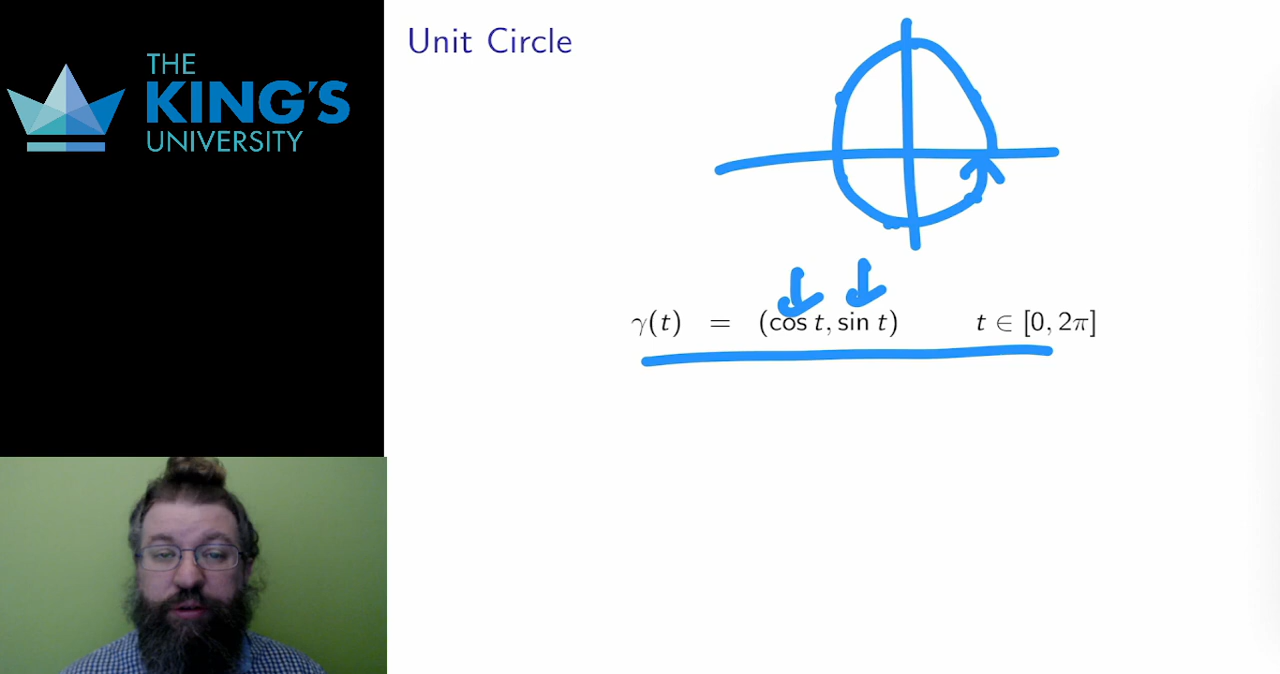 THE
KING'S
UNIVERSITY
Unit Circle
γ(t) = (cos t, sin t) t ∈ [0, 2π]